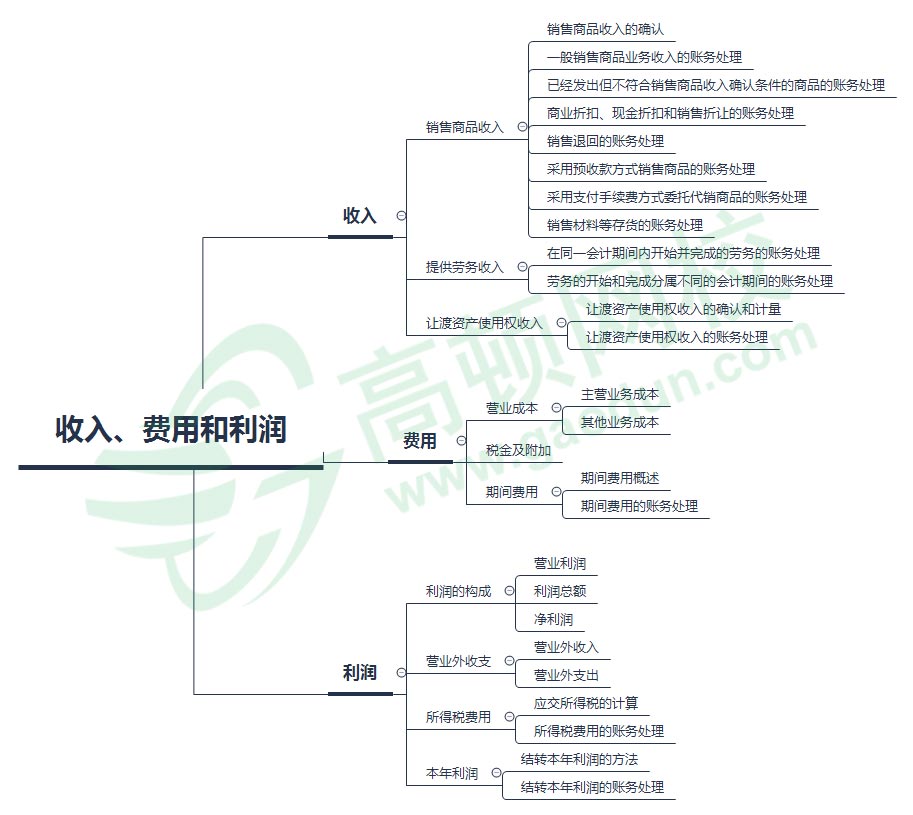 收入、费用和利润
收入
销售商品收入
销售商品收入的确认
一般销售商品业务收入的账务处理
已经发出但不符合销售商品收入确认条件的商品的账务处理
商业折扣、现金折扣和销售折让的账务处理
销售退回的账务处理
采用预收款方式销售商品的账务处理
采用支付手续费方式委托代销商品的账务处理
销售材料等存货的账务处理
提供劳务收入
在同一会计期间内开始并完成的劳务的账务处理
劳务的开始和完成分属不同的会计期间的账务处理
让渡资产使用权收入
让渡资产使用权收入的确认和计量
让渡资产使用权收入的账务处理
费用
营业成本
主营业务成本
其他业务成本
税金及附加
期间费用
期间费用概述
期间费用的账务处理
利润
利润的构成
营业利润
利润总额
净利润
营业外收支
营业外收入
营业外支出
所得税费用
应交所得税的计算
所得税费用的账务处理
本年利润
结转本年利润的方法
结转本年利润的账务处理
高顿网校
www.gaodun.com